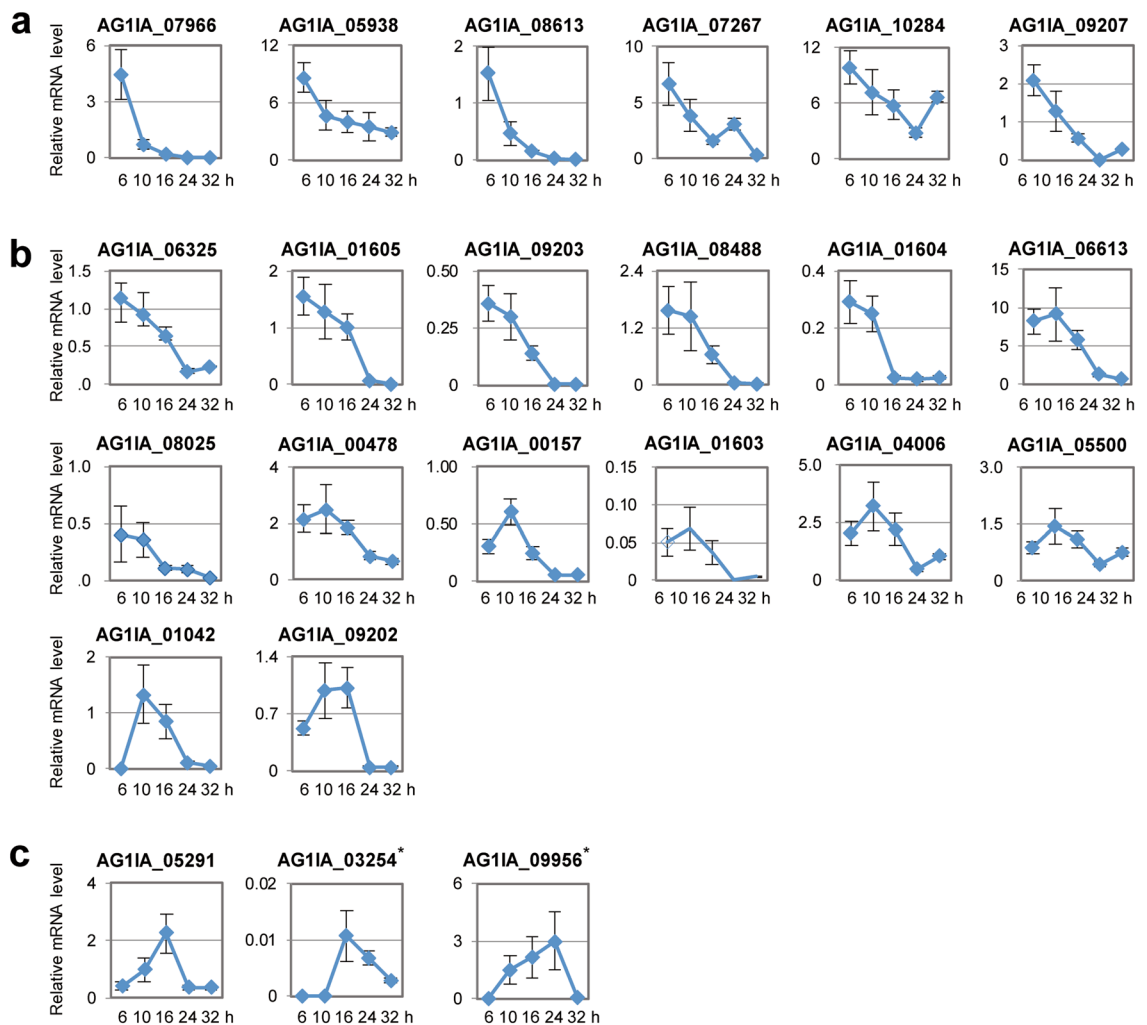 a
AG1IA_07966 AG1IA_05938 AG1IA_08613 AG1IA_07267 AG1IA_10284 AG1IA_09207
Relative mRNA level
6 12 2 10 12 3
3 6 1 5 6 2
1
0 0 0 0 0 0
6 10 16 24 32 h 6 10 16 24 32 h 6 10 16 24 32 h 6 10 16 24 32 h 6 10 16 24 32 h 6 10 16 24 32 h
b
AG1IA_06325 AG1IA_01605 AG1IA_09203 AG1IA_08488 AG1IA_01604 AG1IA_06613
Relative mRNA level
1.5 2 0.50 2.4 0.4 15
1.0 1 0.25 1.2 0.2 10
0.5 5
.0 0 0 0 0 0
6 10 16 24 32 h 6 10 16 24 32 h 6 10 16 24 32 h 6 10 16 24 32 h 6 10 16 24 32 h 6 10 16 24 32 h
AG1IA_08025 AG1IA_00478 AG1IA_00157 AG1IA_01603 AG1IA_04006 AG1IA_05500
Relative mRNA level
1.0 4 1.00 0.15 5.0 3.0
0.5 2 0.50 0.10 2.5 1.5
0.05
.0 0 0 0 0 0
6 10 16 24 32 h 6 10 16 24 32 h 6 10 16 24 32 h 6 10 16 24 32 h 6 10 16 24 32 h 6 10 16 24 32 h
AG1IA_01042 AG1IA_09202
Relative mRNA level
2 1.4
1 0.7
0 0
6 10 16 24 32 h 6 10 16 24 32 h
c
AG1IA_05291 AG1IA_03254* AG1IA_09956*
Relative mRNA level
4 0.02 6
2 0.01 3
0 0 0
6 10 16 24 32 h 6 10 16 24 32 h 6 10 16 24 32 h